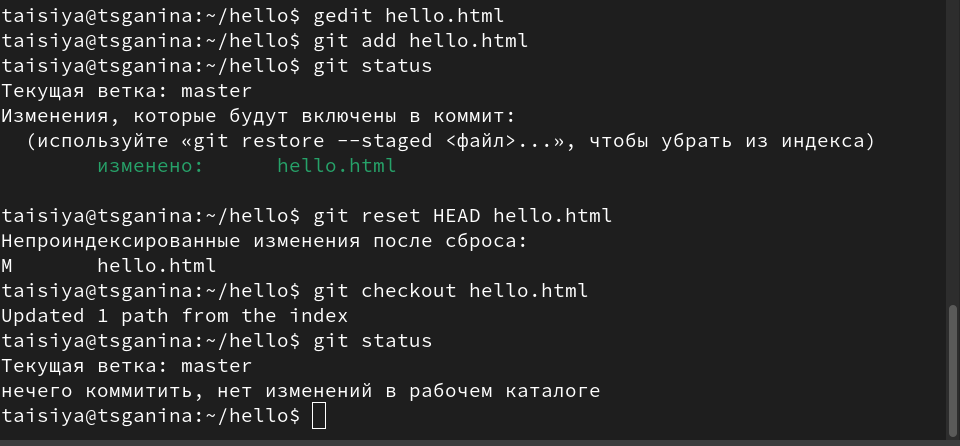 taisiya@tsganina:~/hello$ gedit hello.html
taisiya@tsganina:~/hello$ git add hello.html
taisiya@tsganina:~/hello$ git status
Текущая ветка: master
Изменения, которые будут включены в коммит:
  (используйте «git restore --staged <файл>...», чтобы убрать из индекса)
        изменено:      hello.html

taisiya@tsganina:~/hello$ git reset HEAD hello.html
Непроиндексированные изменения после сброса:
M       hello.html
taisiya@tsganina:~/hello$ git checkout hello.html
Updated 1 path from the index
taisiya@tsganina:~/hello$ git status
Текущая ветка: master
нечего коммитить, нет изменений в рабочем каталоге
taisiya@tsganina:~/hello$